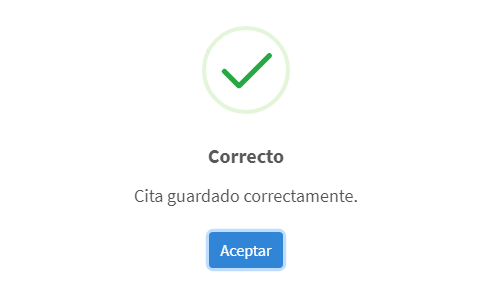 Correcto
Cita guardado correctamente.
Aceptar